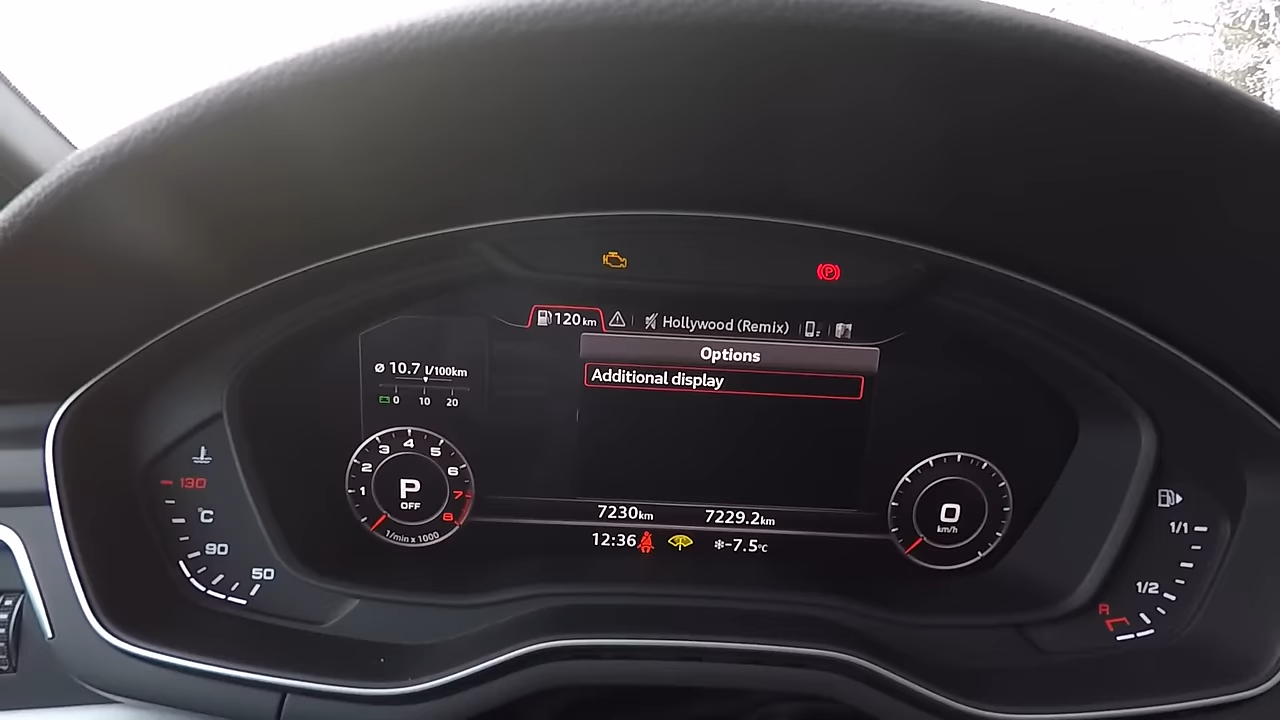 120 km
Hollywood (Remix)
Options
Additional display
ø 10.7 l/100km
0 10 20
1 2 3 4 5 6 7 8
P
OFF
1/min x 1000
0
km/h
130
°C
90
50
1/1
1/2
R
7230km
7229.2km
12:36
-7.5°C